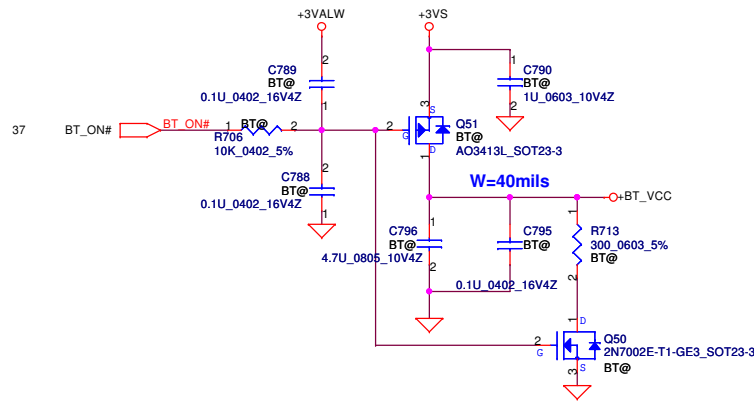 +3VALW
+3VS
2
C789
BT@
0.1U_0402_16V4Z
1
1
C790
BT@
1U_0603_10V4Z
2
3
S
Q51
BT@
AO3413L_SOT23-3
2
G
D
1
37
BT_ON#
BT_ON#
1
BT@
2
R706
10K_0402_5%
2
C788
BT@
0.1U_0402_16V4Z
1
W=40mils
+BT_VCC
1
C796
BT@
4.7U_0805_10V4Z
2
C795
BT@
0.1U_0402_16V4Z
1
R713
300_0603_5%
BT@
2
1
D
Q50
2
G
2N7002E-T1-GE3_SOT23-3
S
3
BT@